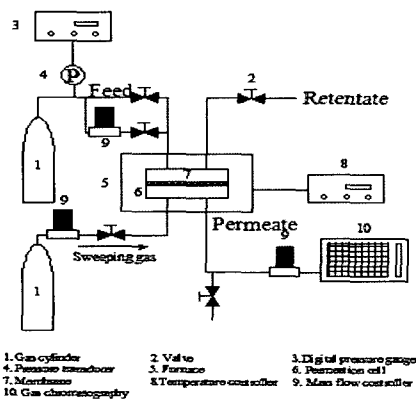 3
4 P
Feed
2
Retentate
9
1
5
7
6
8
9
Permeate
10
9
Sweeping gas
1
1. Gas cylinder 2. Valve 3. Digital pressure gauge
4. Pressure transducer 5. Furnace 6. Permeation cell
7. Membrane 8. Temperature controller 9. Mass flow controller
10. Gas chromatography